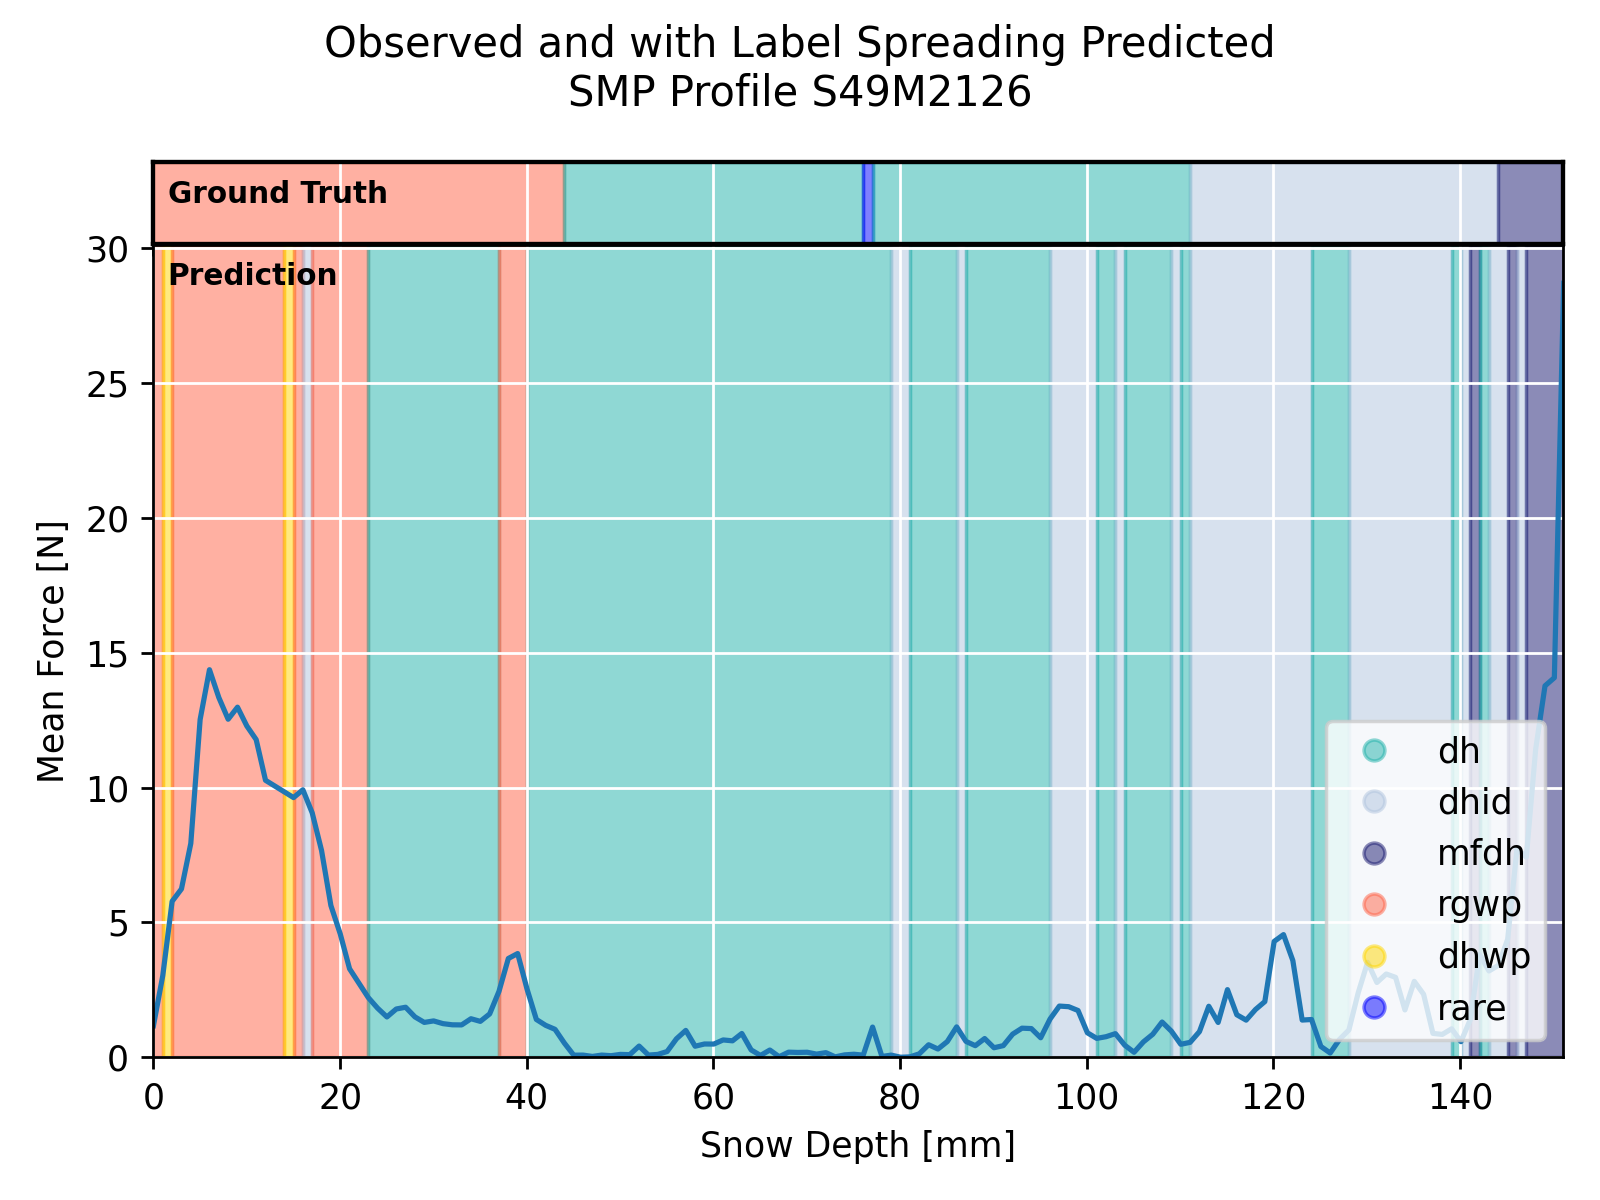 Observed and with Label Spreading Predicted
SMP Profile S49M2126
Ground Truth
Prediction
30
25
20
15
10
5
0
Mean Force [N]
dh
dhid
mfdh
rgwp
dhwp
rare
0 20 40 60 80 100 120 140
Snow Depth [mm]